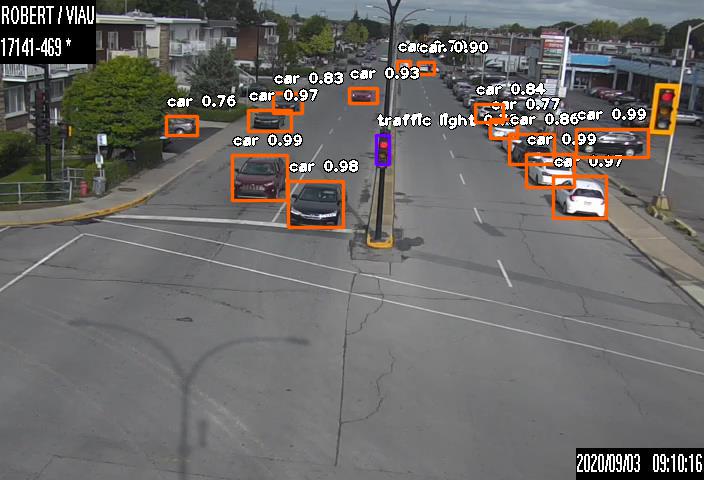 ROBERT / VIAU
17141-469 *
car 0.90
car 0.83
car 0.93
car 0.76
car 0.97
car 0.84
car 0.77
car 0.86
car 0.99
traffic light
car 0.99
car 0.99
car 0.97
car 0.98
2020/09/03 09:10:16